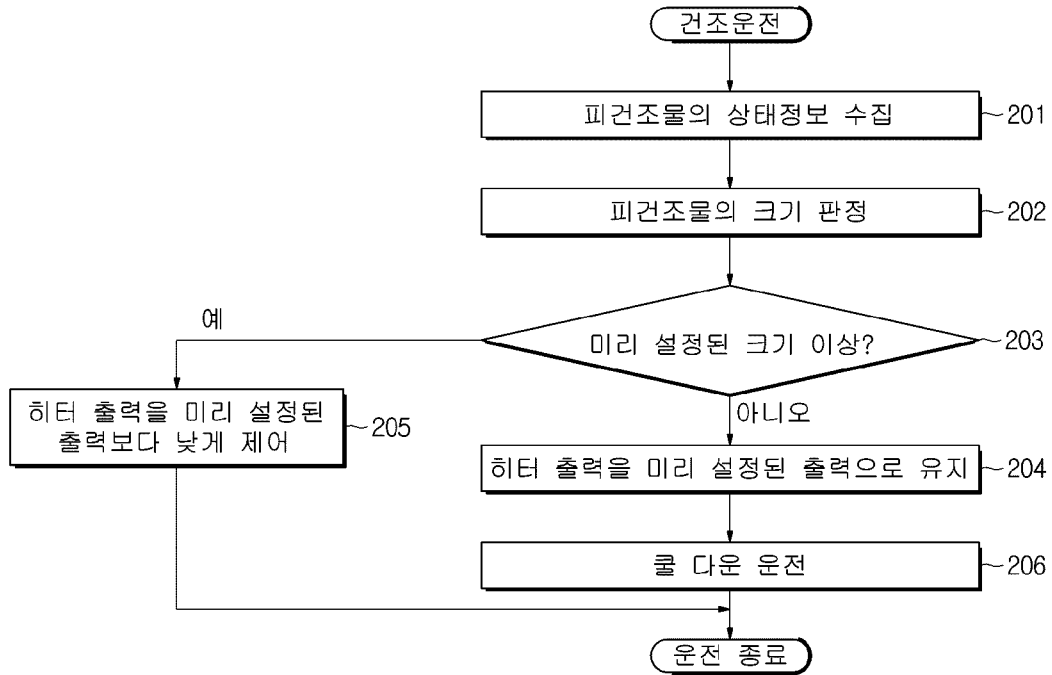 건조운전
피건조물의 상태정보 수집
201
피건조물의 크기 판정
202
예
미리 설정된 크기 이상?
203
히터 출력을 미리 설정된
출력보다 낮게 제어
205
아니오
히터 출력을 미리 설정된 출력으로 유지
204
쿨 다운 운전
206
운전 종료